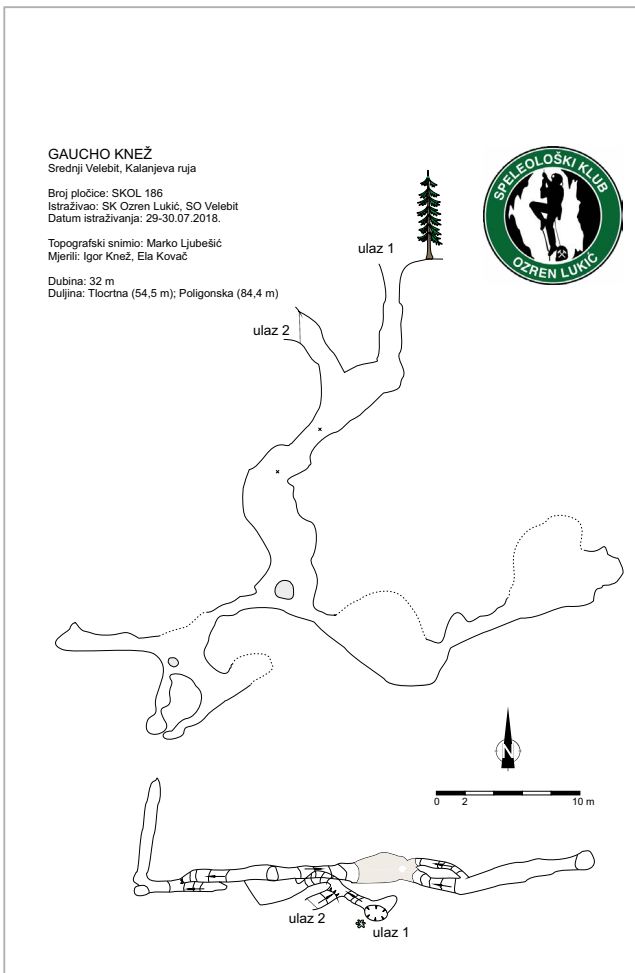 GAUCHO KNEŽ
Srednji Velebit, Kalanjeva ruja
Broj pločice: SKOL 186
Istraživao: SK Ozren Lukić, SO Velebit
Datum istraživanja: 29-30.07.2018.
Topografski snimio: Marko Ljubešić
Mjerili: Igor Knež, Ela Kovač
Dubina: 32 m
Duljina: Tlocrtna (54,5 m); Poligonska (84,4 m)
SPELEOLOŠKI KLUB
OZREN LUKIĆ
ulaz 1
ulaz 2
N
0 2 10 m
ulaz 2
ulaz 1